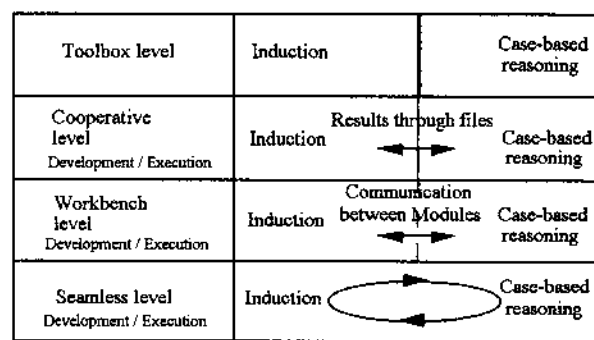 Toolbox level
Induction
Case-based
reasoning
Cooperative
level
Development / Execution
Induction
Results through files
Case-based
reasoning
Workbench
level
Development / Execution
Induction
Communication
between Modules
Case-based
reasoning
Seamless level
Development / Execution
Induction
Case-based
reasoning